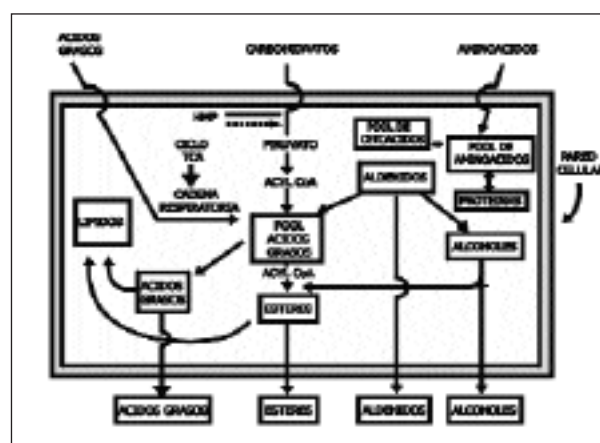 ACIDOS
GRASOS
CARBOHIDRATOS
AMINOACIDOS
HMP
CICLO
TCA
CADENA
RESPIRATORIA
PIRUVATO
ACYL CoA
POOL DE
CETOACIDOS
POOL DE
AMINOACIDOS
PARED
CELULAR
ALDEHIDOS
PROTEINAS
LIPIDOS
POOL
ACIDOS
GRASOS
ALCOHOLES
ACYL CoA
ACIDOS
GRASOS
ESTERES
ACIDOS GRASOS
ESTERES
ALDEHIDOS
ALCOHOLES